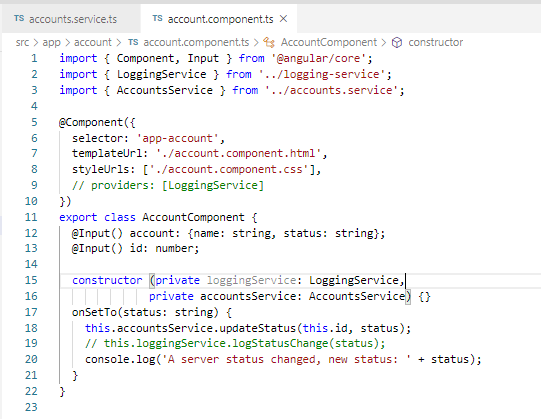 TS accounts.service.ts TS account.component.ts ×
src > app > account > TS account.component.ts > AccountComponent > constructor
1 import { Component, Input } from '@angular/core';
2 import { LoggingService } from '../logging-service';
3 import { AccountsService } from '../accounts.service';
4
5 @Component({
6 selector: 'app-account',
7 templateUrl: './account.component.html',
8 styleUrls: ['./account.component.css'],
9 // providers: [LoggingService]
10 })
11 export class AccountComponent {
12 @Input() account: {name: string, status: string};
13 @Input() id: number;
14
15 constructor (private loggingService: LoggingService,
16 private accountsService: AccountsService) {}
17 onSetTo(status: string) {
18 this.accountsService.updateStatus(this.id, status);
19 // this.loggingService.logStatusChange(status);
20 console.log('A server status changed, new status: ' + status);
21 }
22 }
23